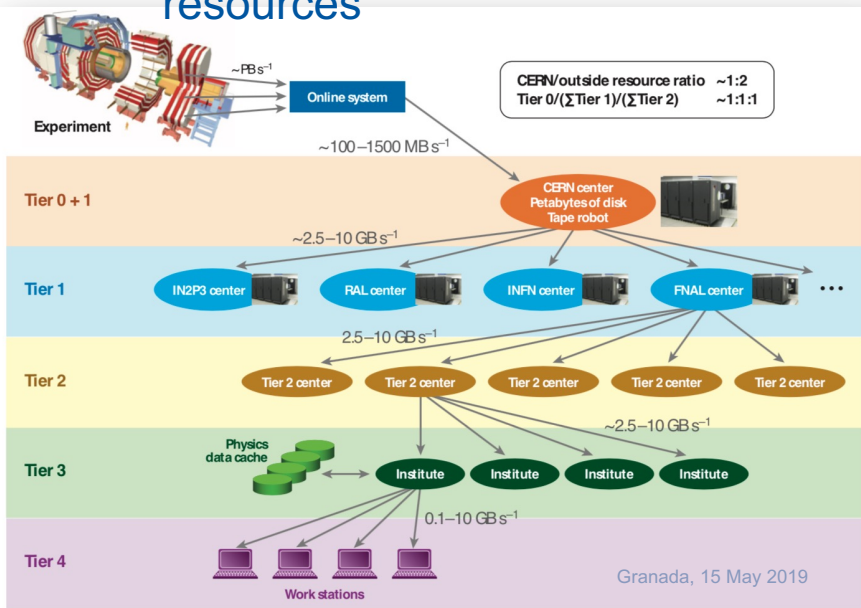 resources
~PB s⁻¹
Online system
CERN/outside resource ratio ~1:2
Tier 0/(∑Tier 1)/(∑Tier 2) ~1:1:1
Experiment
~100–1500 MB s⁻¹
Tier 0 + 1
CERN center
Petabytes of disk
Tape robot
~2.5–10 GB s⁻¹
Tier 1
IN2P3 center
RAL center
INFN center
FNAL center
...
2.5–10 GB s⁻¹
Tier 2
Tier 2 center
Tier 2 center
Tier 2 center
Tier 2 center
Tier 2 center
~2.5–10 GB s⁻¹
Physics
data cache
Tier 3
Institute
Institute
Institute
Institute
0.1–10 GB s⁻¹
Tier 4
Work stations
Granada, 15 May 2019